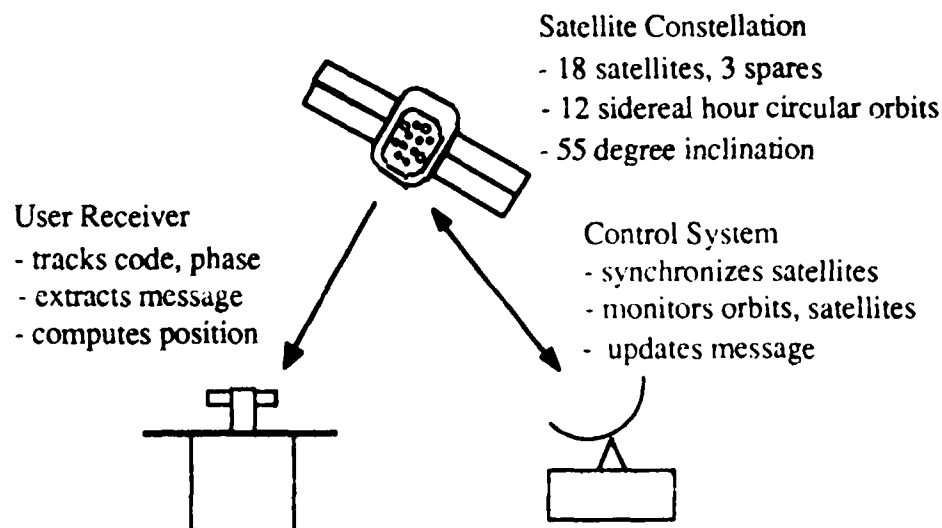 Satellite Constellation
- 18 satellites, 3 spares
- 12 sidereal hour circular orbits
- 55 degree inclination
User Receiver
- tracks code, phase
- extracts message
- computes position
Control System
- synchronizes satellites
- monitors orbits, satellites
- updates message